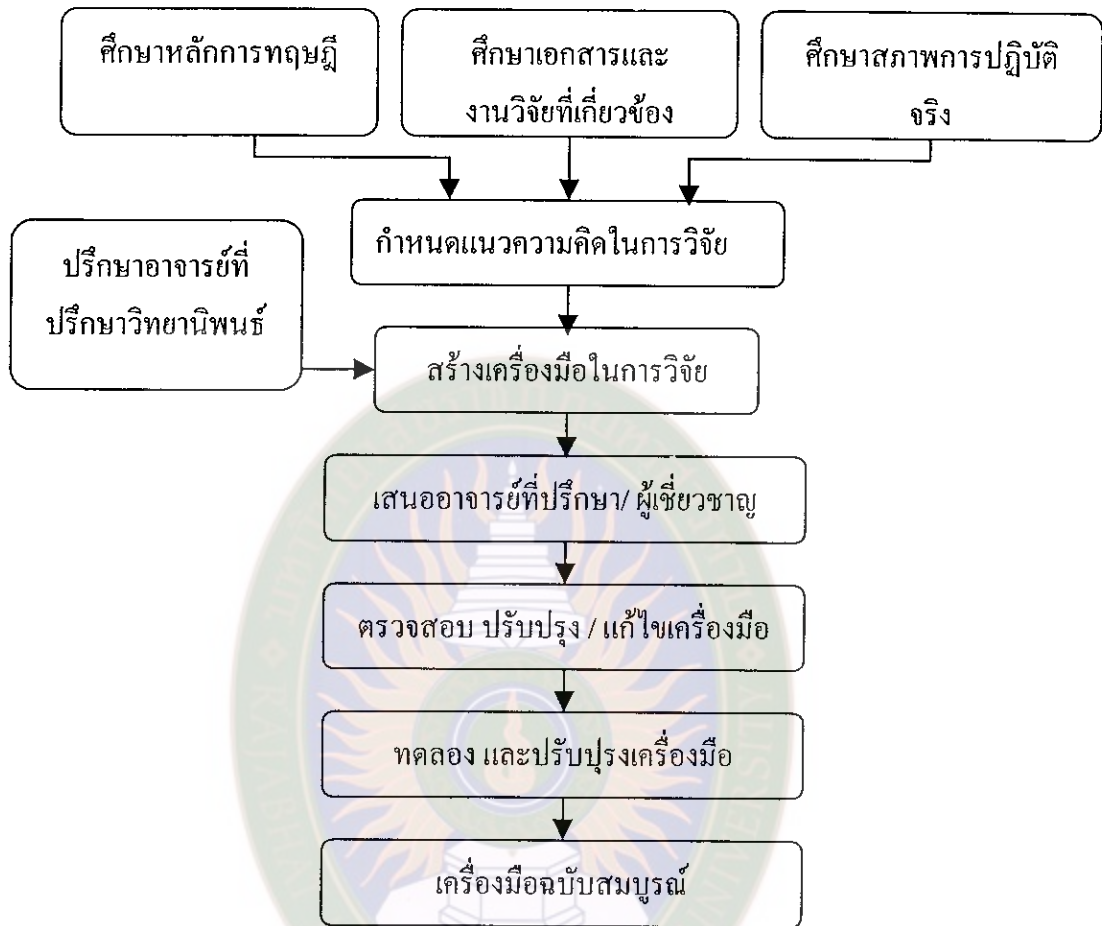 ศึกษาหลักการทฤษฎี
ศึกษาเอกสารและ
งานวิจัยที่เกี่ยวข้อง
ศึกษาสภาพการปฏิบัติ
จริง
กำหนดแนวความคิดในการวิจัย
ปรึกษาอาจารย์ที่
ปรึกษาวิทยานิพนธ์
สร้างเครื่องมือในการวิจัย
เสนออาจารย์ที่ปรึกษา/ ผู้เชี่ยวชาญ
ตรวจสอบ ปรับปรุง / แก้ไขเครื่องมือ
ทดลอง และปรับปรุงเครื่องมือ
เครื่องมือฉบับสมบูรณ์